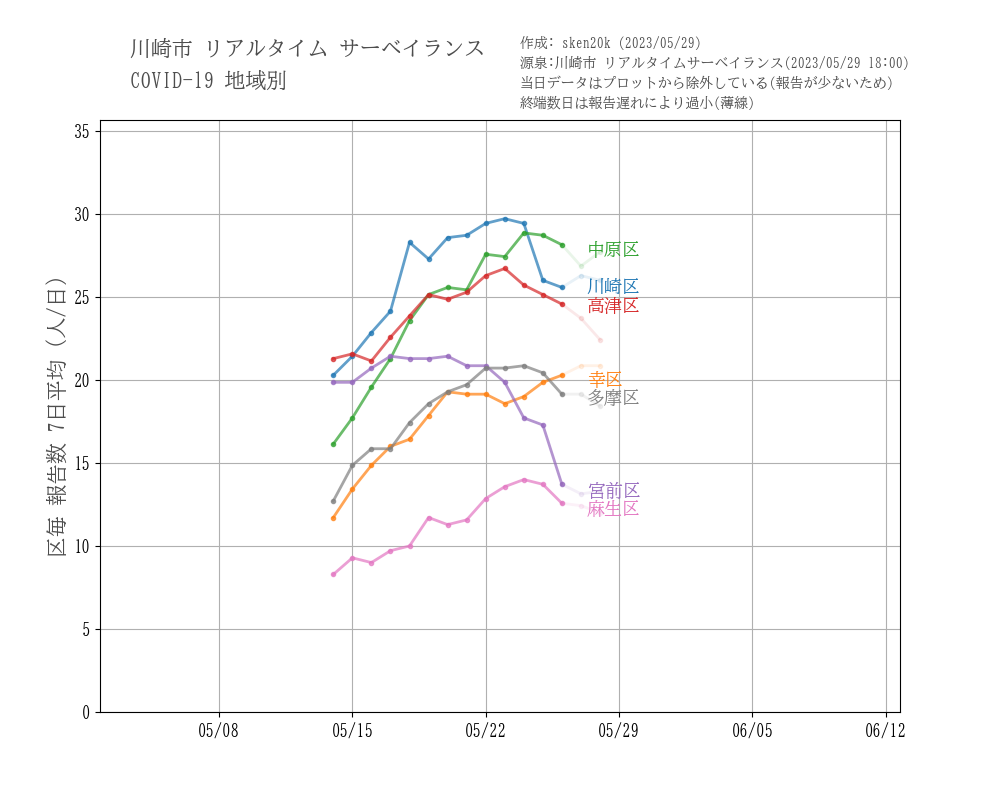 川崎市 リアルタイム サーベイランス
COVID-19 地域別
作成: sken20k (2023/05/29)
源泉:川崎市 リアルタイムサーベイランス(2023/05/29 18:00)
当日データはプロットから除外している(報告が少ないため)
終端数日は報告遅れにより過小(薄線)
区毎 報告数 7日平均 (人/日)
35
30
25
20
15
10
5
0
中原区
川崎区
高津区
幸区
多摩区
宮前区
麻生区
05/08
05/15
05/22
05/29
06/05
06/12